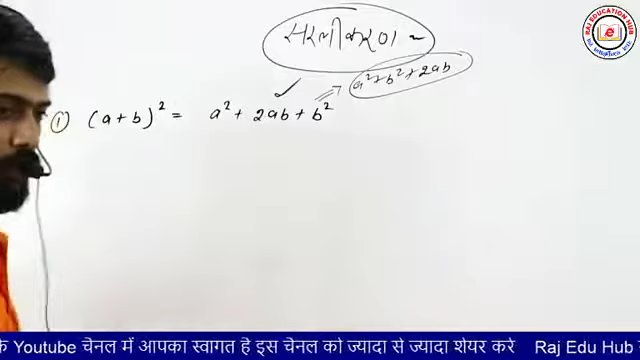 सरलीकरण ~
RAJ EDUCATION HUB
e
a²+b²+2ab
① (a+b)² = a² + 2ab + b²
के Youtube चेनल में आपका स्वागत है इस चेनल को ज्यादा से ज्यादा शेयर करे Raj Edu Hub